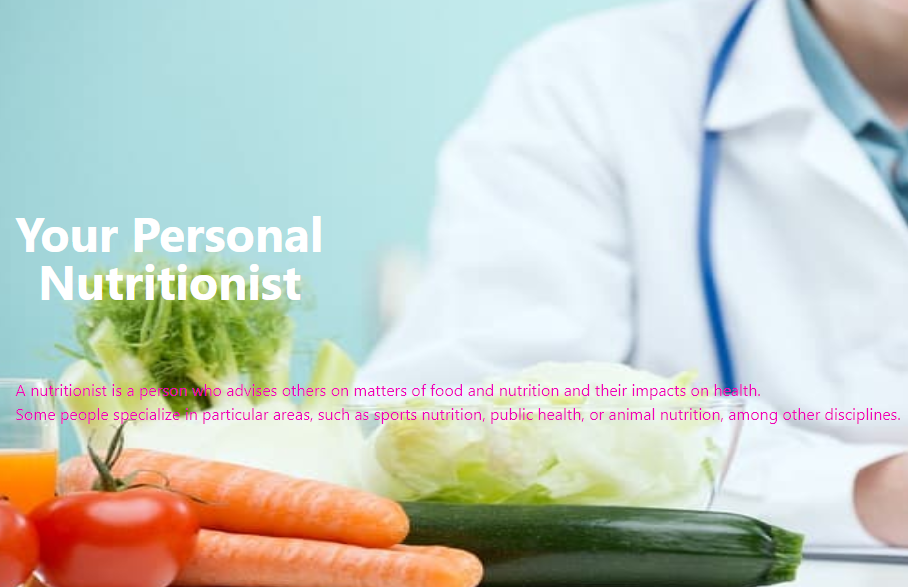 Your Personal
Nutritionist
A nutritionist is a person who advises others on matters of food and nutrition and their impacts on health.
Some people specialize in particular areas, such as sports nutrition, public health, or animal nutrition, among other disciplines.